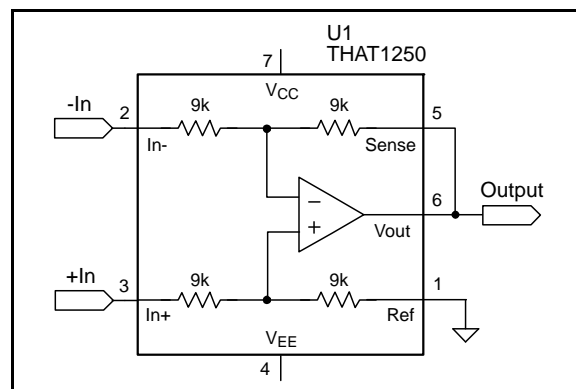 U1
THAT1250
7
VCC
-In
2
9k
9k
5
In-
Sense
−
Output
6
+
Vout
+In
3
9k
9k
1
In+
Ref
VEE
4